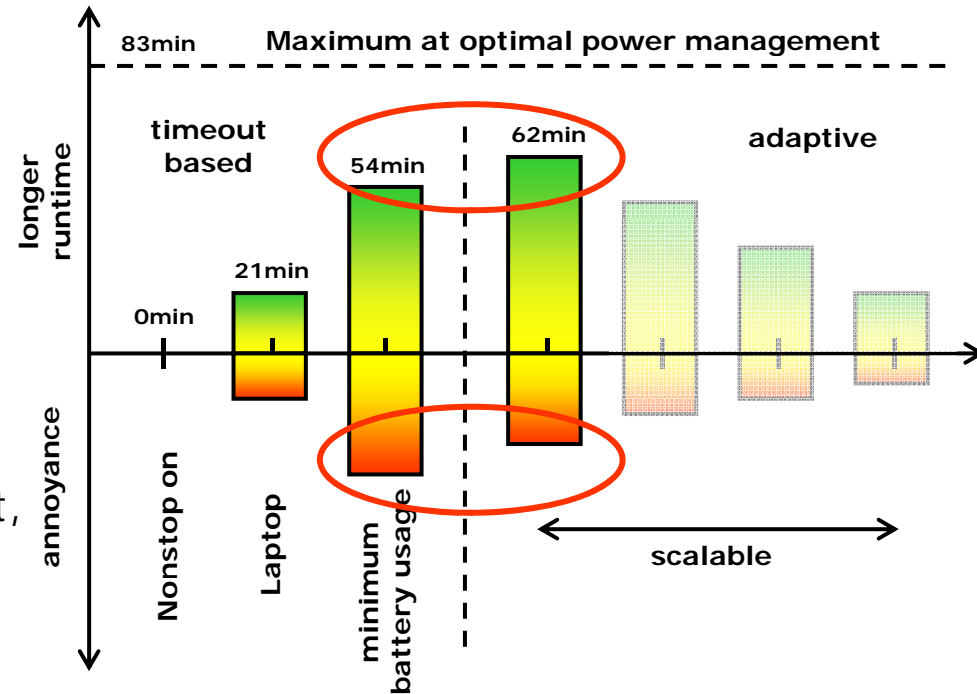 83min
Maximum at optimal power management
timeout
based
adaptive
62min
54min
21min
0min
longer
runtime
annoyance
t,
Nonstop on
Laptop
minimum
battery usage
scalable